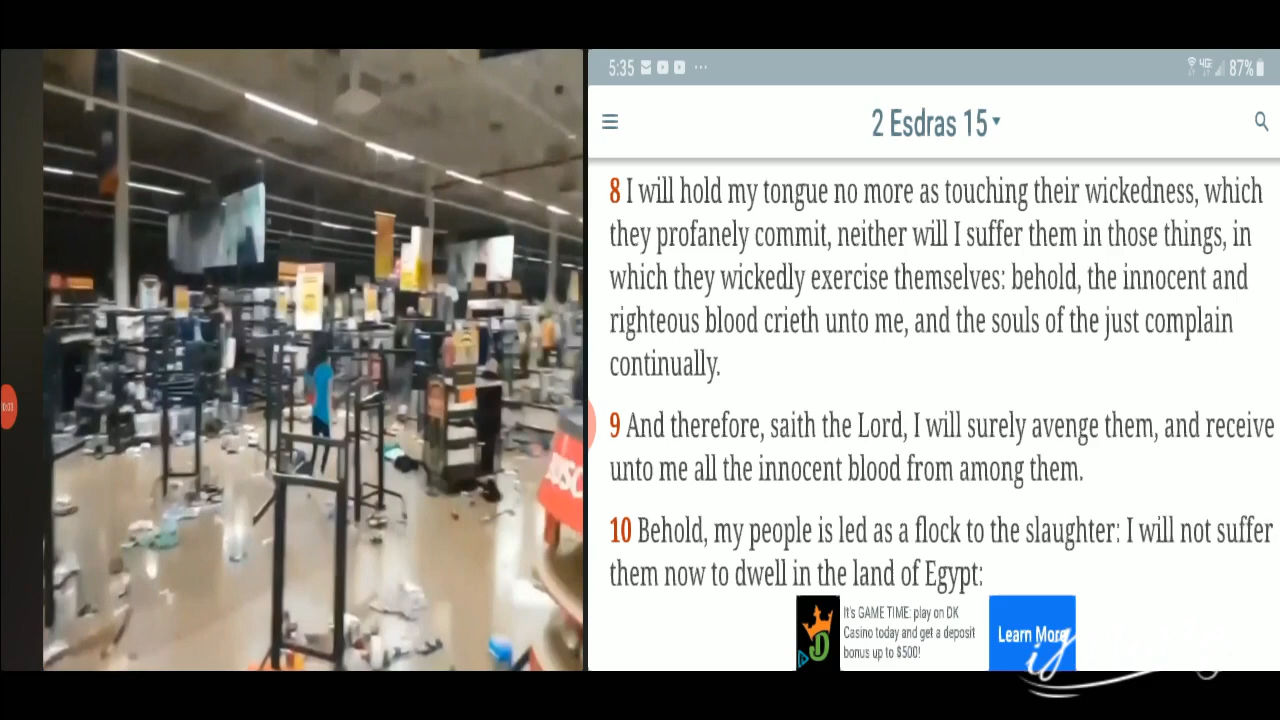 0:03
5:35
4G
87%
2 Esdras 15
8 I will hold my tongue no more as touching their wickedness, which
they profanely commit, neither will I suffer them in those things, in
which they wickedly exercise themselves: behold, the innocent and
righteous blood crieth unto me, and the souls of the just complain
continually.
9 And therefore, saith the Lord, I will surely avenge them, and receive
unto me all the innocent blood from among them.
10 Behold, my people is led as a flock to the slaughter: I will not suffer
them now to dwell in the land of Egypt:
It's GAME TIME: play on DK
Casino today and get a deposit
bonus up to $500!
Learn More